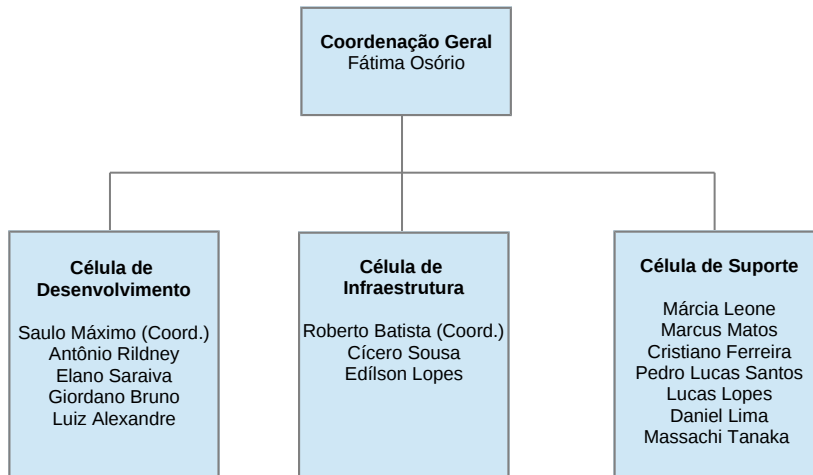 Coordenação Geral
Fátima Osório
Célula de
Desenvolvimento
Saulo Máximo (Coord.)
Antônio Rildney
Elano Saraiva
Giordano Bruno
Luiz Alexandre
Célula de
Infraestrutura
Roberto Batista (Coord.)
Cícero Sousa
Edílson Lopes
Célula de Suporte
Márcia Leone
Marcus Matos
Cristiano Ferreira
Pedro Lucas Santos
Lucas Lopes
Daniel Lima
Massachi Tanaka